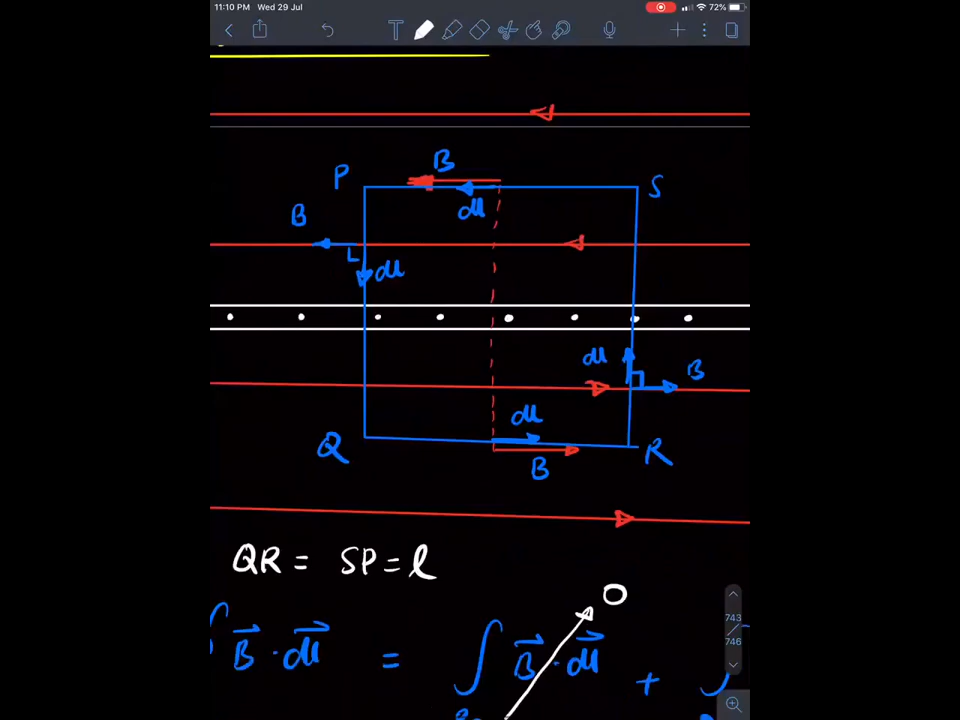 11:10 PM Wed 29 Jul 72%
T
B
P S
dl
B
L dl
dl B
dl
Q R
B
QR = SP = l
O
∫ B⃗ · dl⃗ = ∫ B⃗ · dl⃗ + ∫
743
746